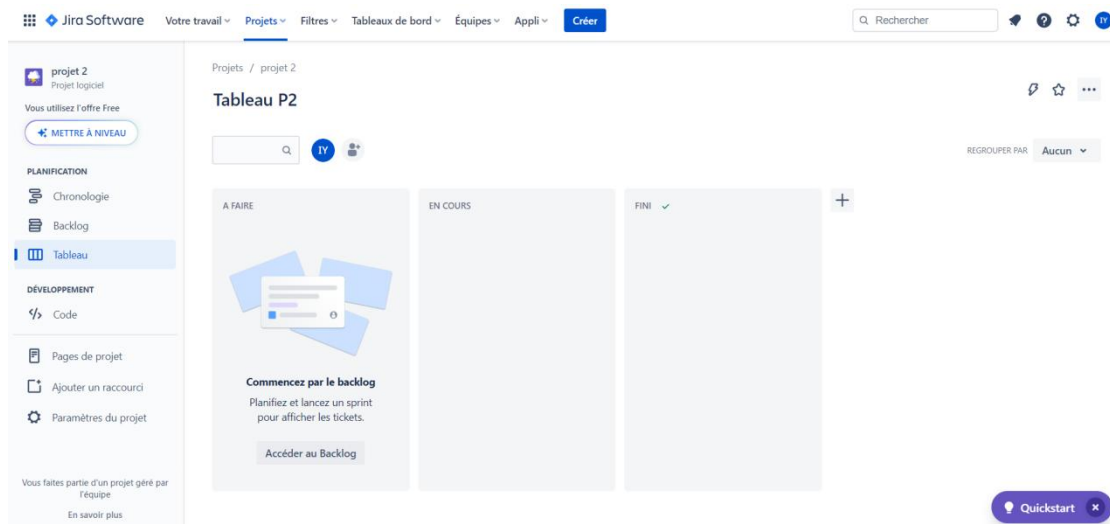 Jira Software Votre travail Projets Filtres Tableaux de bord Équipes Appli Créer Rechercher IY
projet 2
Projet logiciel
Vous utilisez l'offre Free
METTRE À NIVEAU
PLANIFICATION
Chronologie
Backlog
Tableau
DÉVELOPPEMENT
Code
Pages de projet
Ajouter un raccourci
Paramètres du projet
Vous faites partie d'un projet géré par
l'équipe
En savoir plus
Projets / projet 2
Tableau P2
IY
REGROUPER PAR Aucun
A FAIRE
Commencez par le backlog
Planifiez et lancez un sprint
pour afficher les tickets.
Accéder au Backlog
EN COURS
FINI
Quickstart